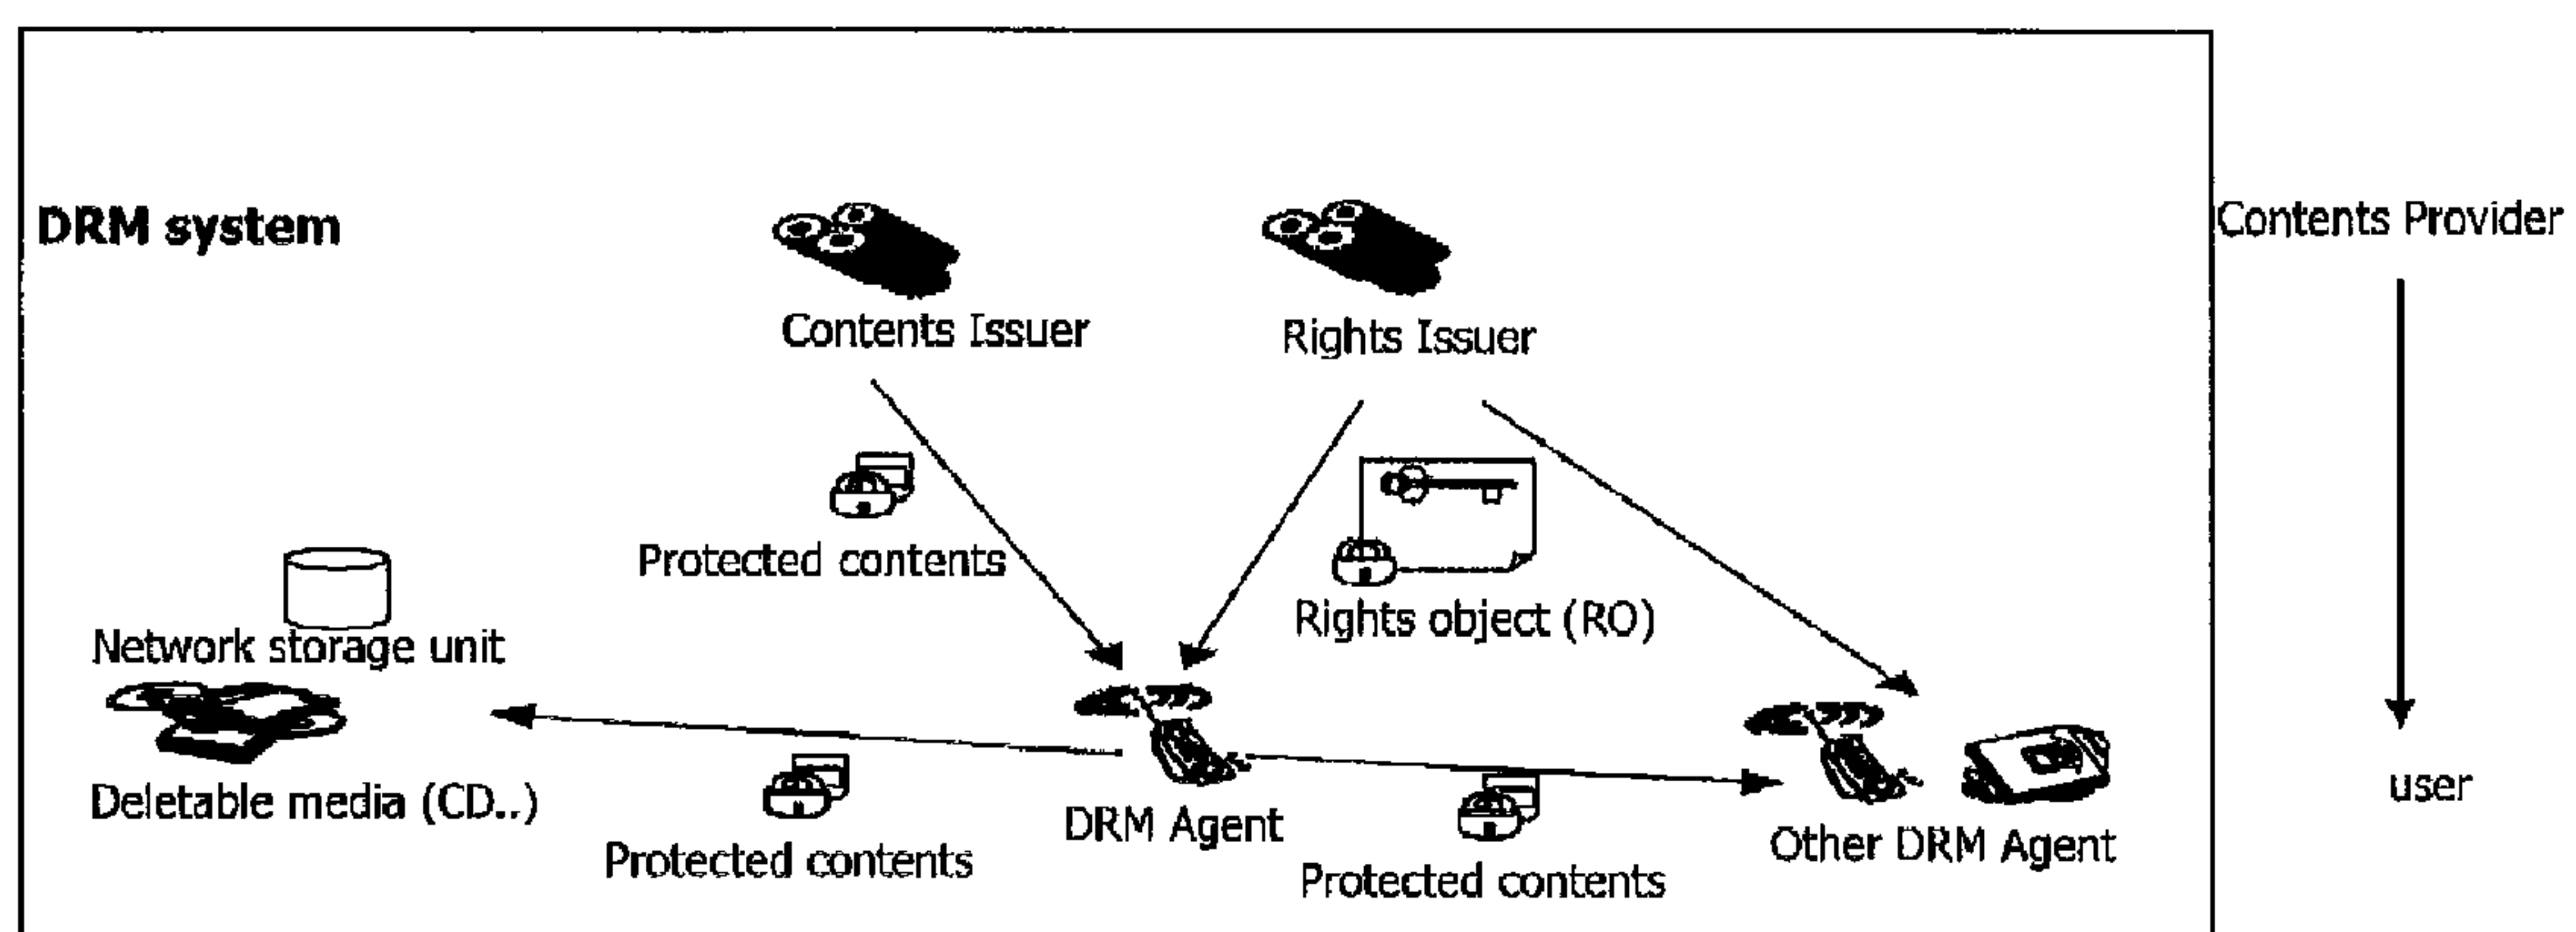 DRM system
Contents Provider
Contents Issuer
Rights Issuer
Protected contents
Rights object (RO)
Network storage unit
Deletable media (CD..)
Protected contents
DRM Agent
Protected contents
Other DRM Agent
user